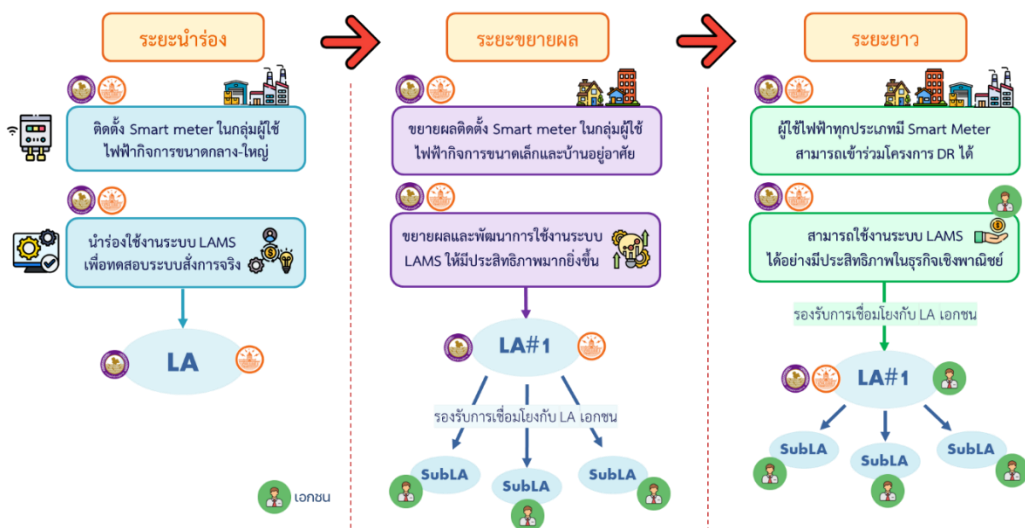 ระยะนำร่อง
ติดตั้ง Smart meter ในกลุ่มผู้ใช้
ไฟฟ้ากิจการขนาดกลาง-ใหญ่
นำร่องใช้งานระบบ LAMS
เพื่อทดสอบระบบสั่งการจริง
LA
เอกชน
ระยะขยายผล
ขยายผลติดตั้ง Smart meter ในกลุ่มผู้ใช้
ไฟฟ้ากิจการขนาดเล็กและบ้านอยู่อาศัย
ขยายผลและพัฒนาการใช้งานระบบ
LAMS ให้มีประสิทธิภาพมากยิ่งขึ้น
LA#1
รองรับการเชื่อมโยงกับ LA เอกชน
SubLA
SubLA
SubLA
ระยะยาว
ผู้ใช้ไฟฟ้าทุกประเภทมี Smart Meter
สามารถเข้าร่วมโครงการ DR ได้
สามารถใช้งานระบบ LAMS
ได้อย่างมีประสิทธิภาพในธุรกิจเชิงพาณิชย์
รองรับการเชื่อมโยงกับ LA เอกชน
LA#1
SubLA
SubLA
SubLA